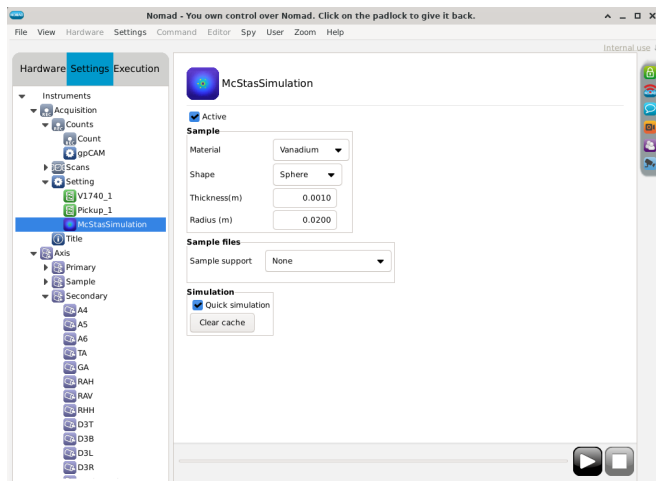 Nomad - You own control over Nomad. Click on the padlock to give it back.
File View Hardware Settings Command Editor Spy User Zoom Help
Internal use
Hardware Settings Execution
Instruments
Acquisition
Counts
Count
gpCAM
Scans
Setting
V1740_1
Pickup_1
McStasSimulation
Title
Axis
Primary
Sample
Secondary
A4
A5
A6
TA
GA
RAH
RAV
RHH
D3T
D3B
D3L
D3R
McStasSimulation
Active
Sample
Material Vanadium
Shape Sphere
Thickness(m) 0.0010
Radius (m) 0.0200
Sample files
Sample support None
Simulation
Quick simulation
Clear cache